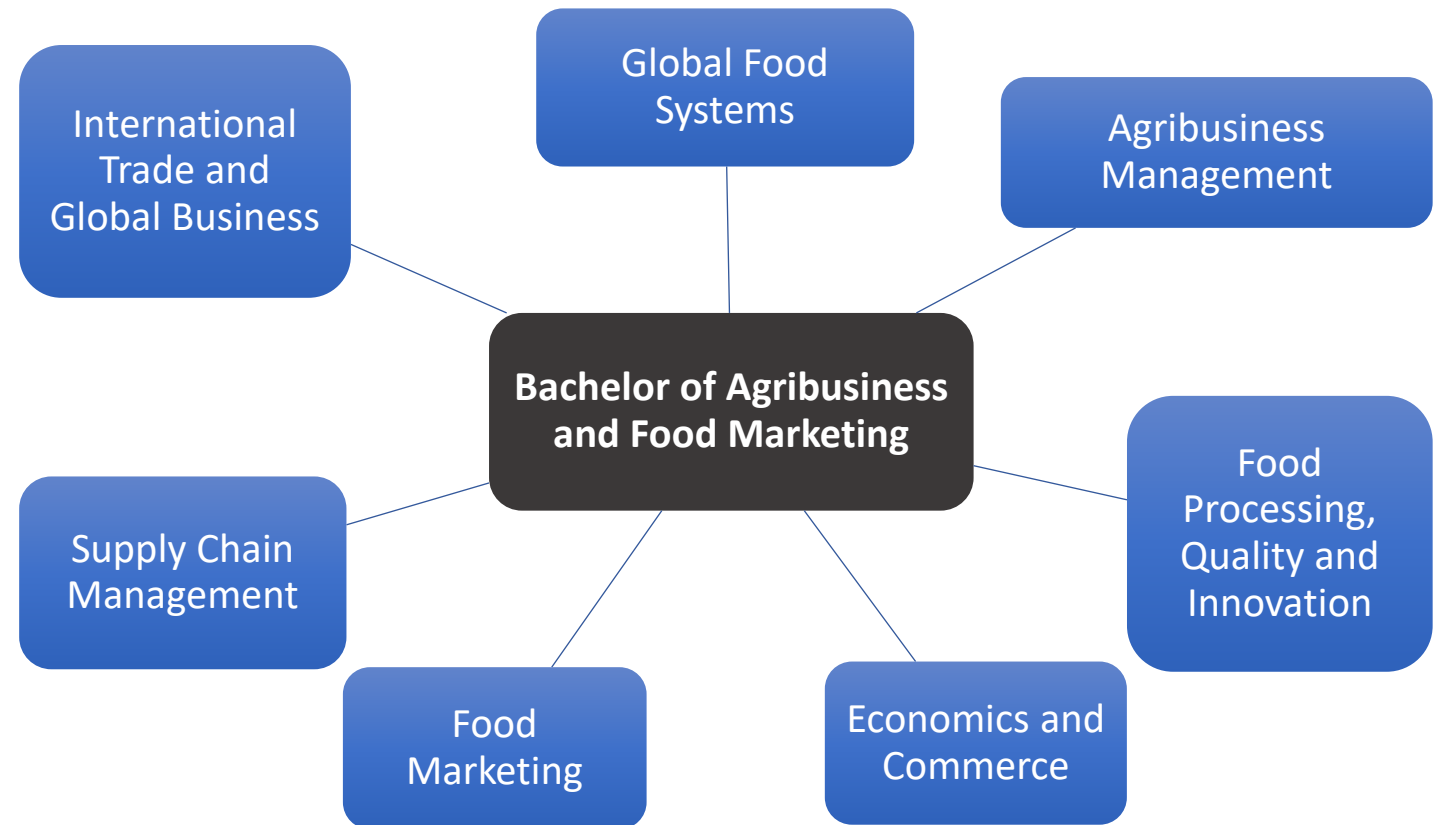 Global Food
Systems
International
Trade and
Global Business
Agribusiness
Management
Bachelor of Agribusiness
and Food Marketing
Food
Processing,
Quality and
Innovation
Supply Chain
Management
Food
Marketing
Economics and
Commerce